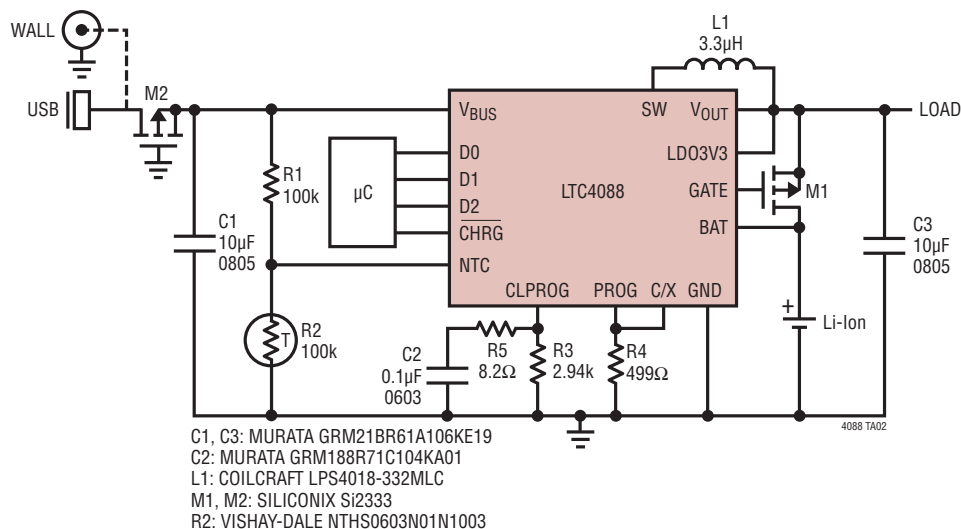 WALL
USB
M2
L1
3.3µH
VBUS
SW
VOUT
LOAD
D0
D1
D2
CHRG
NTC
µC
LTC4088
LDO3V3
GATE
BAT
M1
R1
100k
C1
10µF
0805
C3
10µF
0805
CLPROG
PROG
C/X
GND
T
R2
100k
C2
0.1µF
0603
R5
8.2Ω
R3
2.94k
R4
499Ω
+
Li-Ion
4088 TA02
C1, C3: MURATA GRM21BR61A106KE19
C2: MURATA GRM188R71C104KA01
L1: COILCRAFT LPS4018-332MLC
M1, M2: SILICONIX Si2333
R2: VISHAY-DALE NTHS0603N01N1003